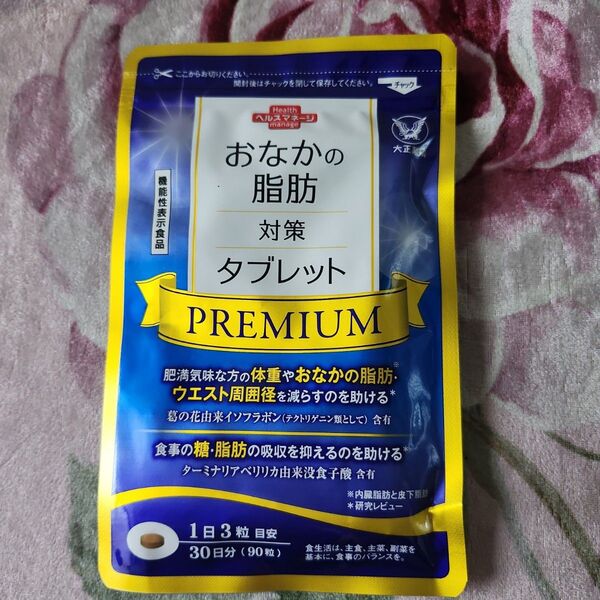 ここからお切りください。
開封後はチャックを閉じて保存してください。
チャック
Health
ヘルスマネージ
manage
大正
機能性表示食品
おなかの
脂肪
対策
タブレット
PREMIUM
肥満気味な方の体重やおなかの脂肪※・
ウエスト周囲径を減らすのを助ける*
葛の花由来イソフラボン(テクトリゲニン類として)含有
食事の糖・脂肪の吸収を抑えるのを助ける*
ターミナリアベリリカ由来没食子酸 含有
※内臓脂肪と皮下脂肪
*研究レビュー
1日3粒 目安
30日分(90粒)
食生活は、主食、主菜、副菜を
基本に、食事のバランスを。